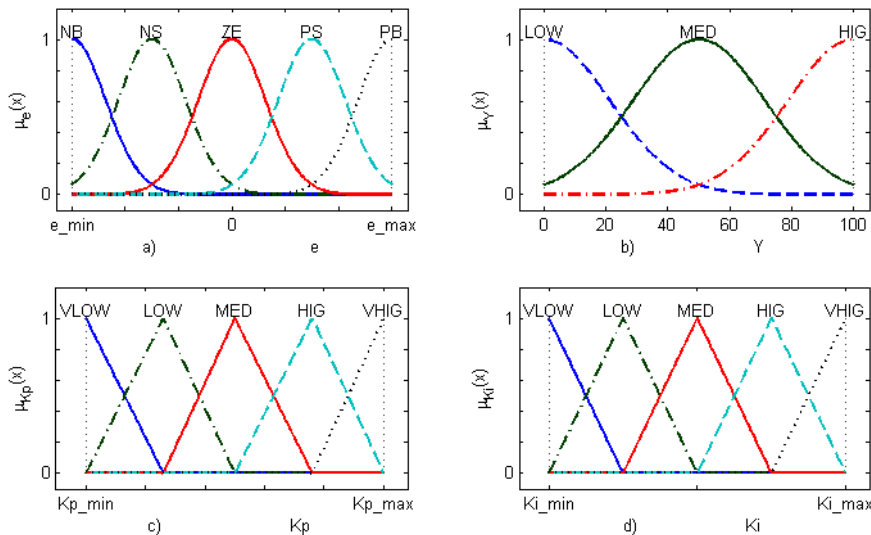 NB NS ZE PS PB
1
μe(x)
0
e_min 0 e_max
a) e
LOW MED HIG
1
μY(x)
0
0 20 40 60 80 100
b) Y
VLOW LOW MED HIG VHIG
1
μKp(x)
0
Kp_min Kp_max
c) Kp
VLOW LOW MED HIG VHIG
1
μKi(x)
0
Ki_min Ki_max
d) Ki